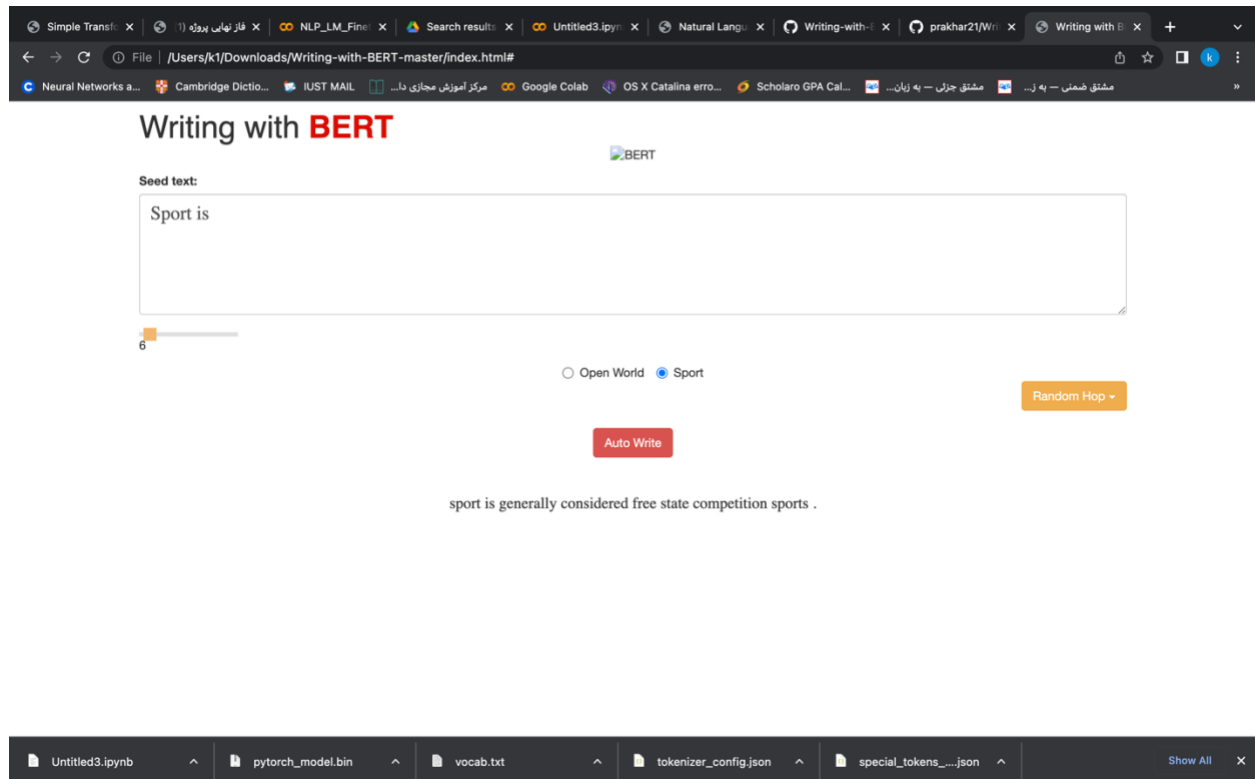 Simple Transfo
فاز نهایی پروژه (1)
NLP_LM_Finet
Search results
Untitled3.ipyn
Natural Langu
Writing-with-B
prakhar21/Wri
Writing with B
File | /Users/k1/Downloads/Writing-with-BERT-master/index.html#
k
Neural Networks a...
Cambridge Dictio...
IUST MAIL
مرکز آموزش مجازی دا...
Google Colab
OS X Catalina erro...
Scholaro GPA Cal...
مشتق جزئی — به زبان...
مشتق ضمنی — به ز...
»
Writing with BERT
BERT
Seed text:
Sport is
6
Open World Sport
Random Hop
Auto Write
sport is generally considered free state competition sports .
Untitled3.ipynb
pytorch_model.bin
vocab.txt
tokenizer_config.json
special_tokens_....json
Show All